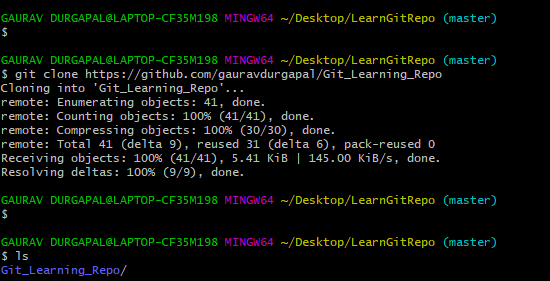 GAURAV DURGAPAL@LAPTOP-CF35M198 MINGW64 ~/Desktop/LearnGitRepo (master)
$
GAURAV DURGAPAL@LAPTOP-CF35M198 MINGW64 ~/Desktop/LearnGitRepo (master)
$ git clone https://github.com/gauravdurgapal/Git_Learning_Repo
Cloning into 'Git_Learning_Repo'...
remote: Enumerating objects: 41, done.
remote: Counting objects: 100% (41/41), done.
remote: Compressing objects: 100% (30/30), done.
remote: Total 41 (delta 9), reused 31 (delta 6), pack-reused 0
Receiving objects: 100% (41/41), 5.41 KiB | 145.00 KiB/s, done.
Resolving deltas: 100% (9/9), done.
GAURAV DURGAPAL@LAPTOP-CF35M198 MINGW64 ~/Desktop/LearnGitRepo (master)
$
GAURAV DURGAPAL@LAPTOP-CF35M198 MINGW64 ~/Desktop/LearnGitRepo (master)
$ ls
Git_Learning_Repo/